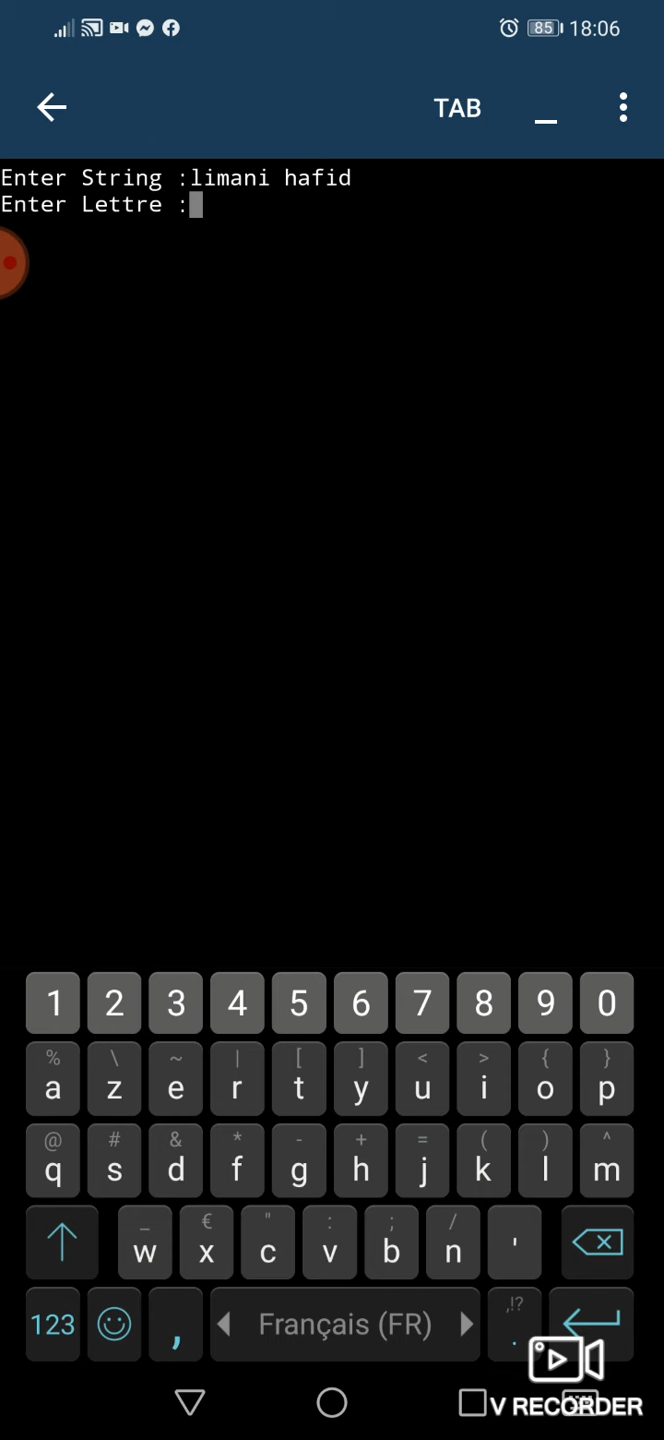 85 18:06
TAB _
Enter String :limani hafid
Enter Lettre :
1 2 3 4 5 6 7 8 9 0
% \ ~ | [ ] < > { }
a z e r t y u i o p
@ # & * - + = ( ) ^
q s d f g h j k l m
_ € " : ; /
w x c v b n '
,!?
123 , Français (FR) .
V RECORDER